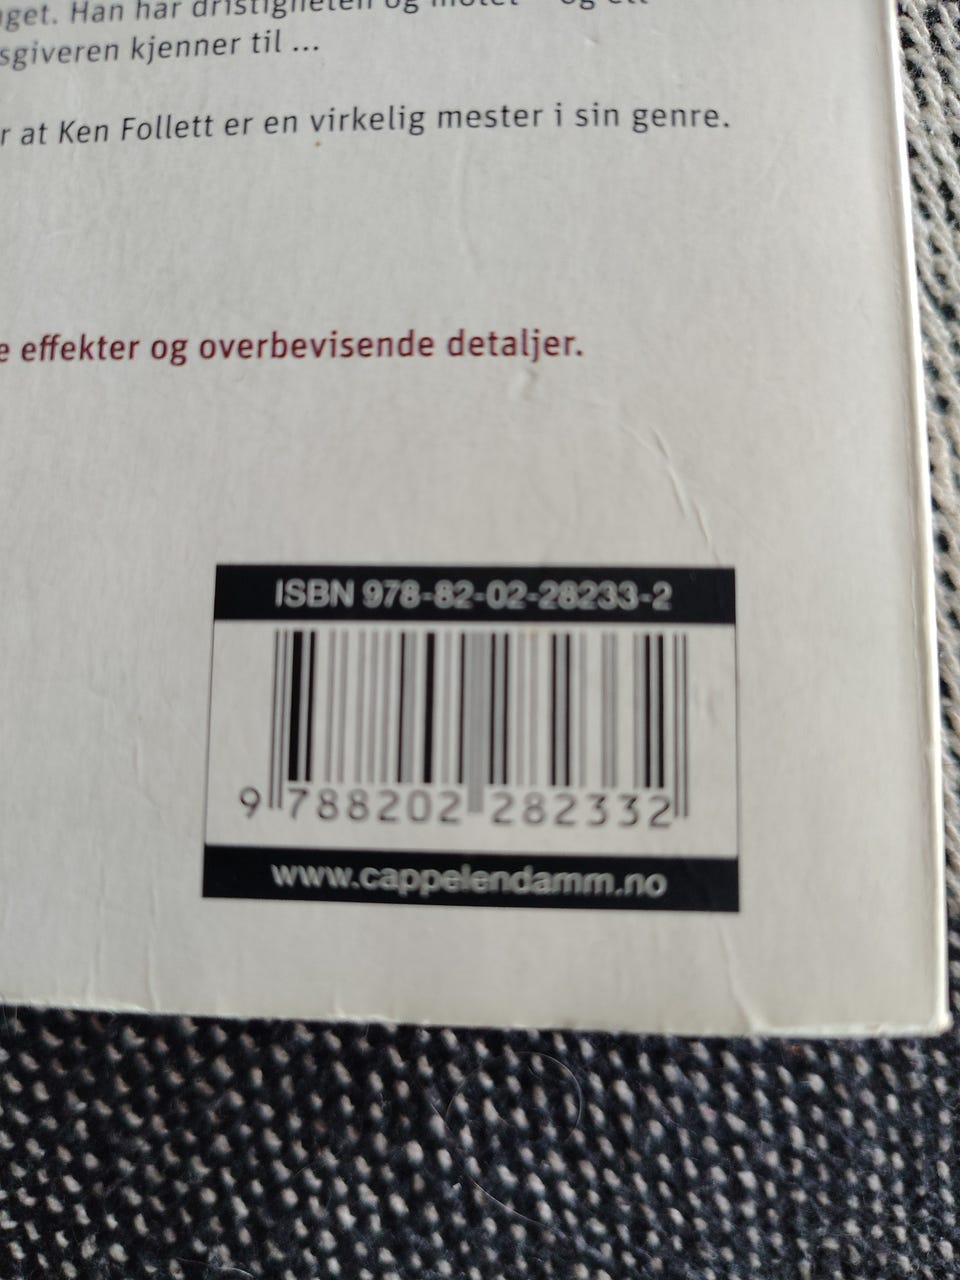 get. Han har dristigheten og motet – og ett
sgiveren kjenner til ...
r at Ken Follett er en virkelig mester i sin genre.
e effekter og overbevisende detaljer.
ISBN 978-82-02-28233-2
9 788202 282332
www.cappelendamm.no